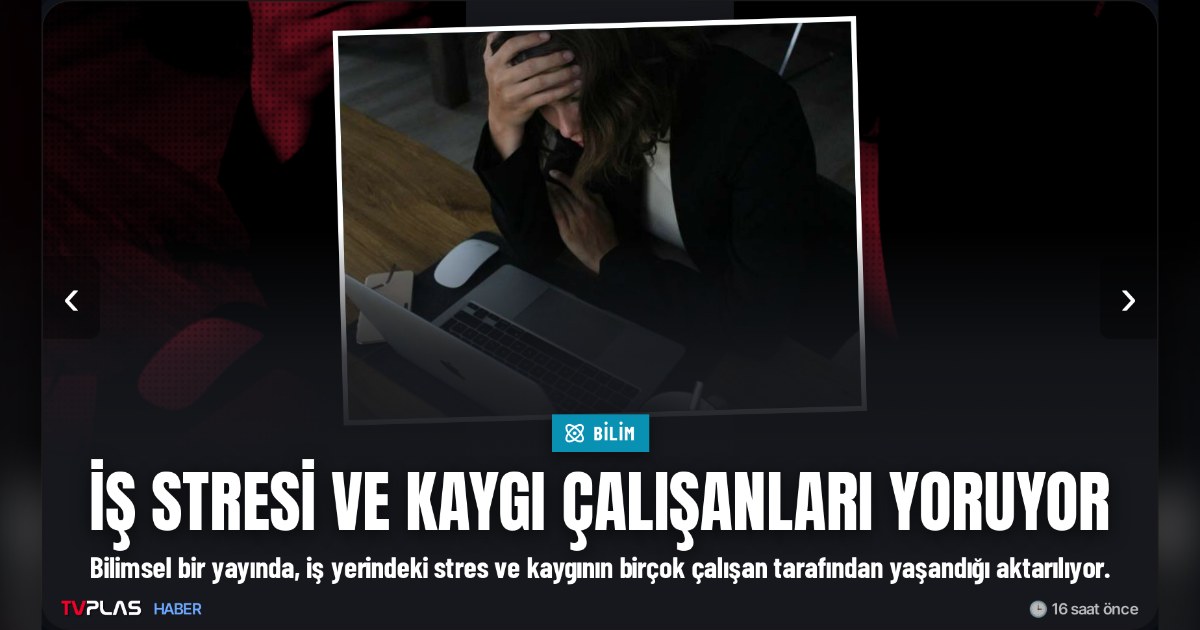 BİLİM
İŞ STRESİ VE KAYGI ÇALIŞANLARI YORUYOR
Bilimsel bir yayında, iş yerindeki stres ve kaygının birçok çalışan tarafından yaşandığı aktarılıyor.
TVPLAS HABER
16 saat önce